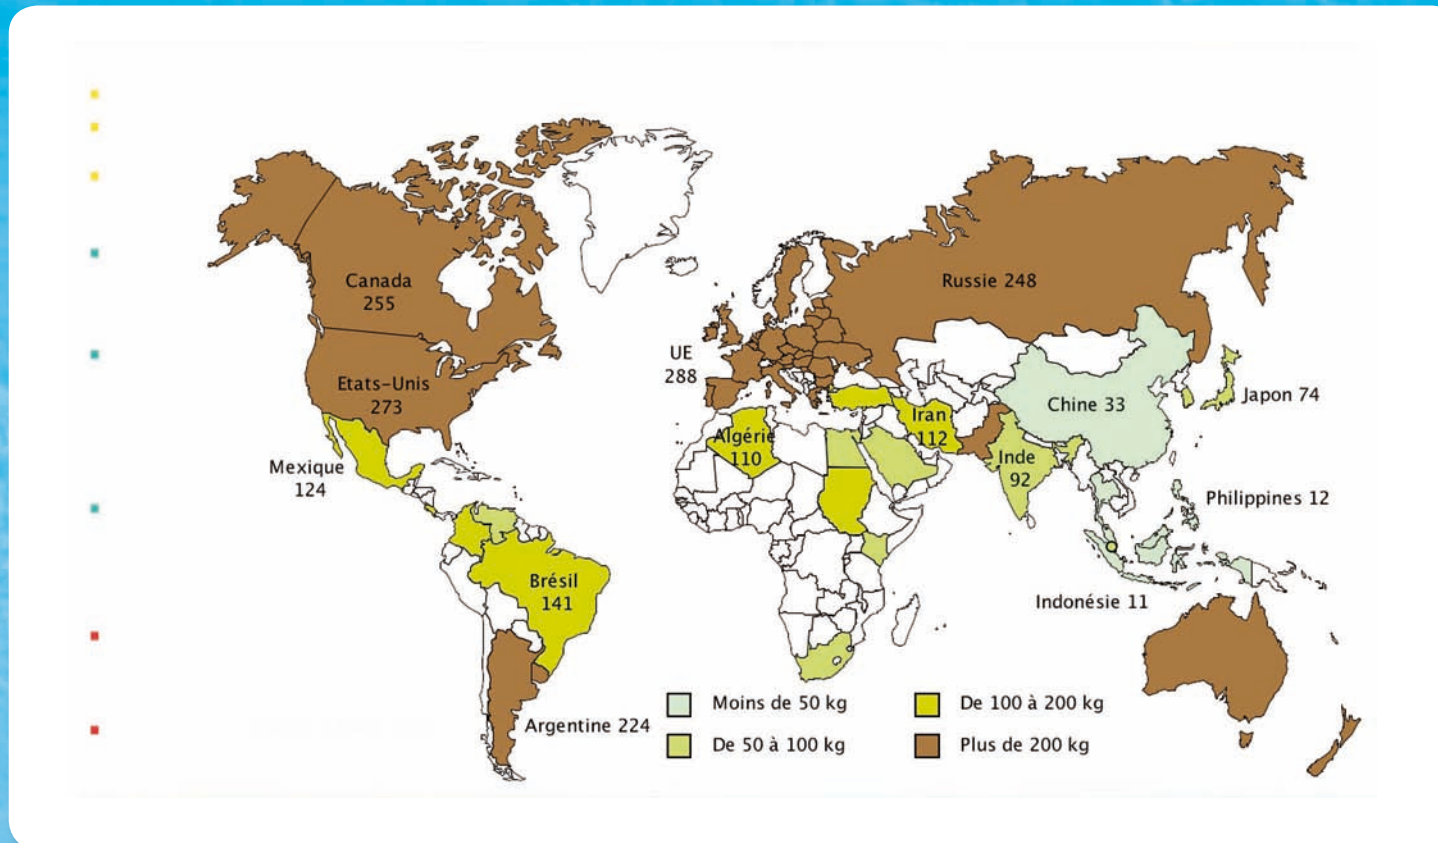 Canada
255
Russie 248
UE
288
Etats-Unis
273
Japon 74
Chine 33
Iran
112
Algérie
110
Inde
92
Mexique
124
Philippines 12
Brésil
141
Indonésie 11
Argentine 224
Moins de 50 kg
De 50 à 100 kg
De 100 à 200 kg
Plus de 200 kg